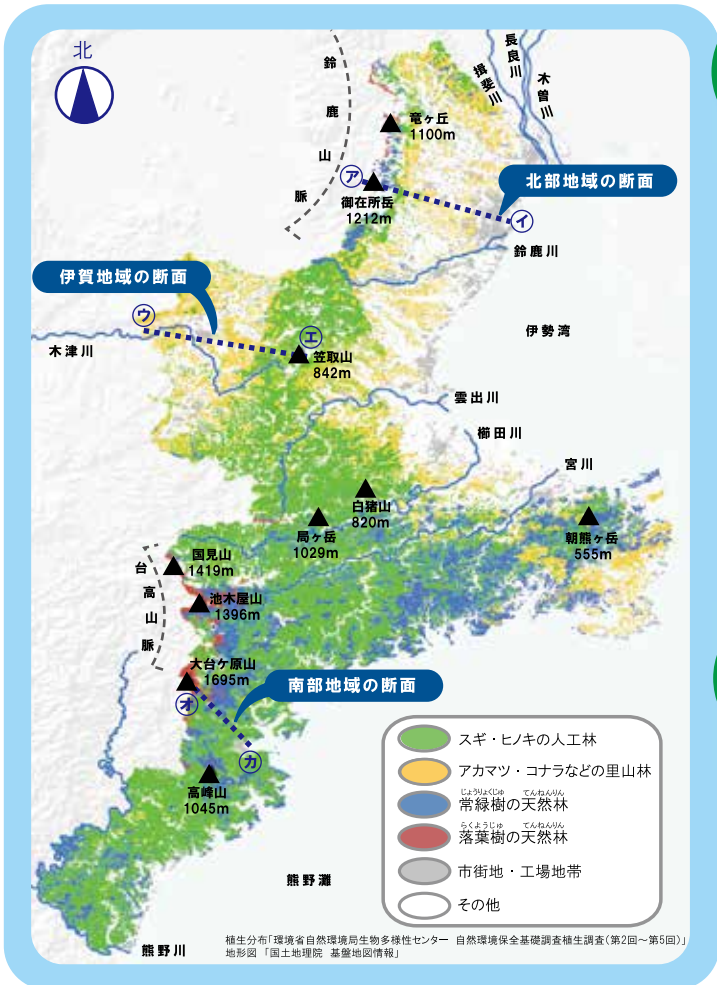 北
鈴鹿山脈
揖斐川
長良川
木曽川
竜ヶ丘
1100m
ア
御在所岳
1212m
北部地域の断面
イ
鈴鹿川
伊賀地域の断面
ウ
エ
木津川
笠取山
842m
伊勢湾
雲出川
櫛田川
宮川
白猪山
820m
局ヶ岳
1029m
朝熊ヶ岳
555m
国見山
1419m
台高山脈
池木屋山
1396m
大台ケ原山
1695m
オ
南部地域の断面
カ
高峰山
1045m
熊野灘
熊野川
スギ・ヒノキの人工林
アカマツ・コナラなどの里山林
じょうりょくじゅ てんねんりん
常緑樹の天然林
らくようじゅ てんねんりん
落葉樹の天然林
市街地・工場地帯
その他
植生分布「環境省自然環境局生物多様性センター 自然環境保全基礎調査植生調査(第2回~第5回)」
地形図 「国土地理院 基盤地図情報」